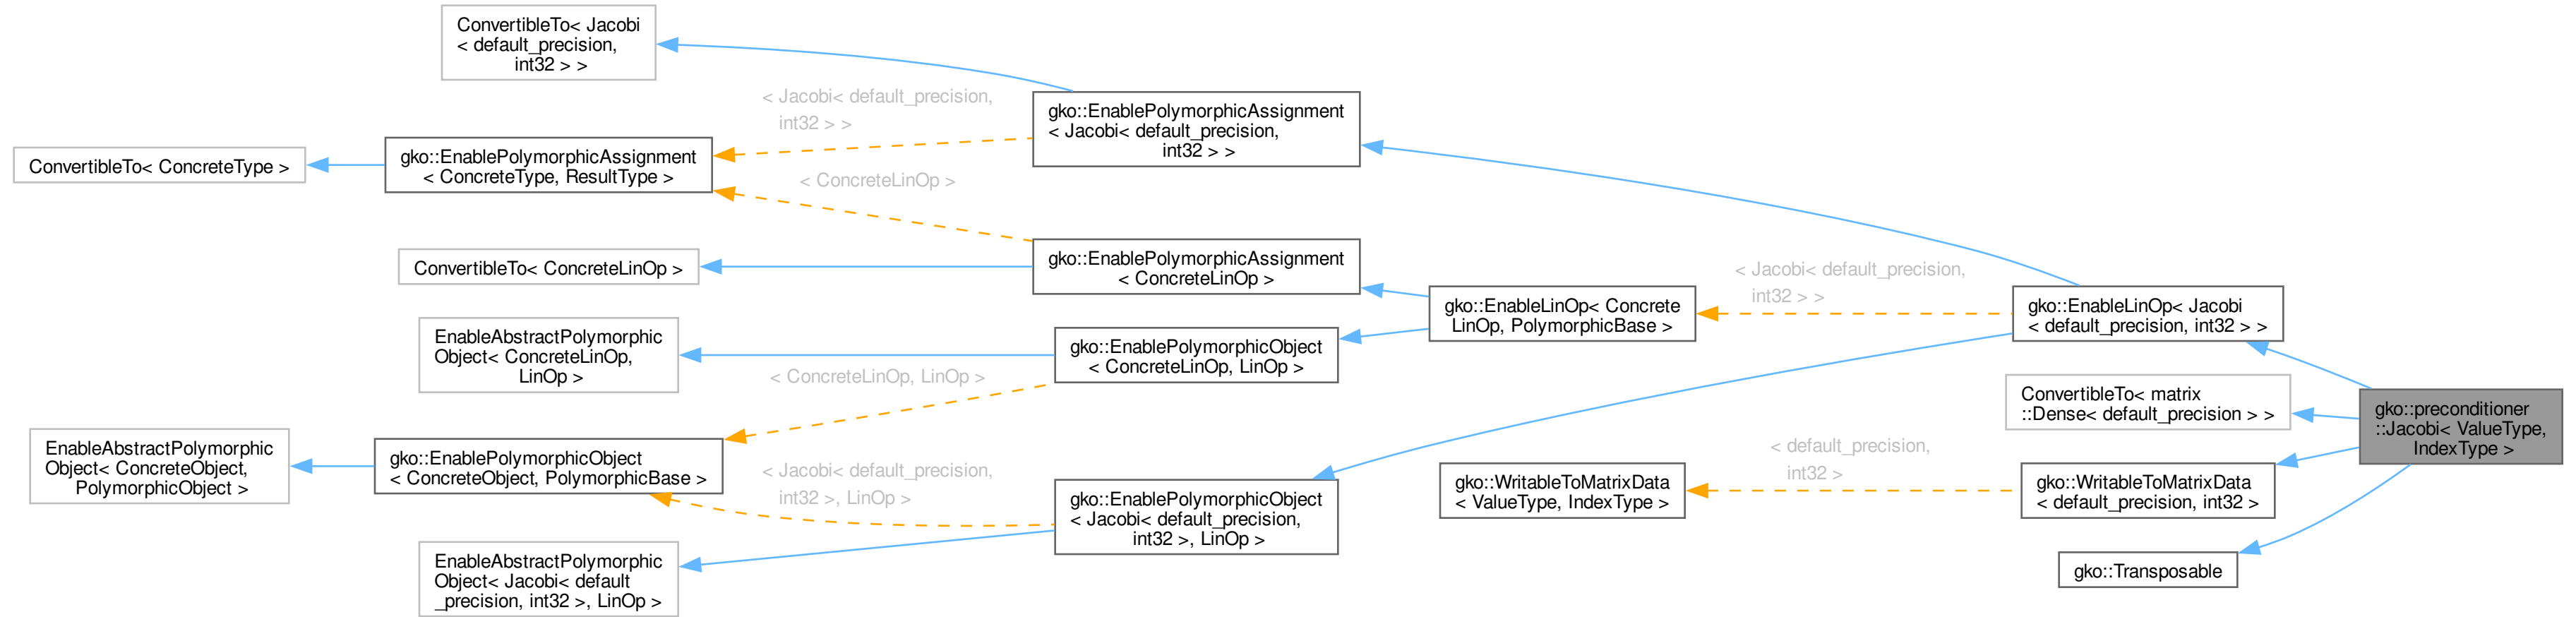 ConvertibleTo< Jacobi
< default_precision,
int32 > >
< Jacobi< default_precision,
int32 > >
gko::EnablePolymorphicAssignment
< Jacobi< default_precision,
int32 > >
ConvertibleTo< ConcreteType >
gko::EnablePolymorphicAssignment
< ConcreteType, ResultType >
< ConcreteLinOp >
ConvertibleTo< ConcreteLinOp >
gko::EnablePolymorphicAssignment
< ConcreteLinOp >
gko::EnableLinOp< Concrete
LinOp, PolymorphicBase >
< Jacobi< default_precision,
int32 > >
gko::EnableLinOp< Jacobi
< default_precision, int32 > >
EnableAbstractPolymorphic
Object< ConcreteLinOp,
LinOp >
gko::EnablePolymorphicObject
< ConcreteLinOp, LinOp >
< ConcreteLinOp, LinOp >
ConvertibleTo< matrix
::Dense< default_precision > >
gko::preconditioner
::Jacobi< ValueType,
IndexType >
EnableAbstractPolymorphic
Object< ConcreteObject,
PolymorphicObject >
gko::EnablePolymorphicObject
< ConcreteObject, PolymorphicBase >
< Jacobi< default_precision,
int32 >, LinOp >
gko::EnablePolymorphicObject
< Jacobi< default_precision,
int32 >, LinOp >
gko::WritableToMatrixData
< ValueType, IndexType >
< default_precision,
int32 >
gko::WritableToMatrixData
< default_precision, int32 >
EnableAbstractPolymorphic
Object< Jacobi< default
_precision, int32 >, LinOp >
gko::Transposable